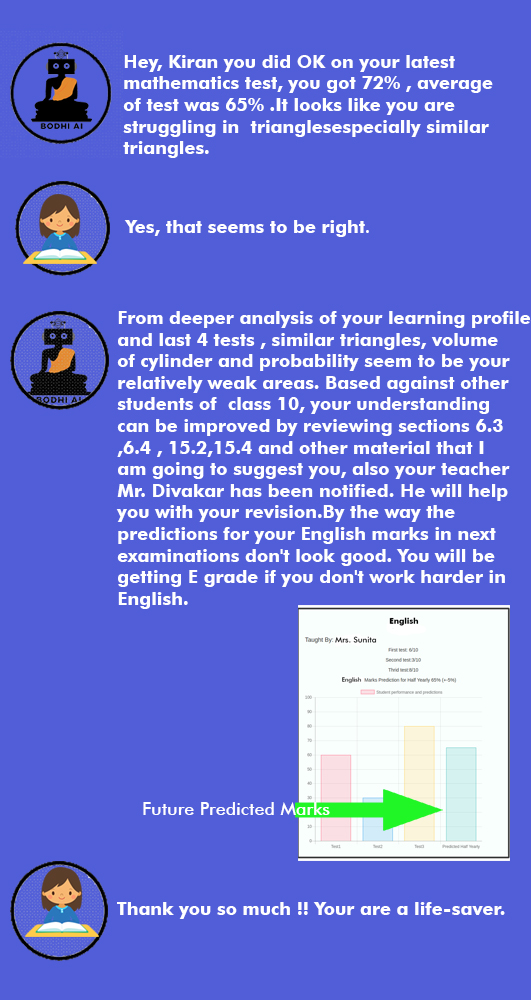 Hey, Kiran you did OK on your latest
mathematics test, you got 72% , average
of test was 65% .It looks like you are
struggling in trianglesespecially similar
triangles.
BODHI AI
Yes, that seems to be right.
From deeper analysis of your learning profile
and last 4 tests , similar triangles, volume
of cylinder and probability seem to be your
relatively weak areas. Based against other
students of class 10, your understanding
can be improved by reviewing sections 6.3
,6.4 , 15.2,15.4 and other material that I
am going to suggest you, also your teacher
Mr. Divakar has been notified. He will help
you with your revision.By the way the
predictions for your English marks in next
examinations don't look good. You will be
getting E grade if you don't work harder in
English.
BODHI AI
English
Taught By: Mrs. Sunita
First test: 6/10
Second test:3/10
Third test:8/10
English Marks Prediction for Half Yearly 65% (+-5%)
Student performance and predictions
100
90
80
70
60
50
40
30
20
10
0
Test1 Test2 Test3 Predicted Half Yearly
Future Predicted Marks
Thank you so much !! Your are a life-saver.